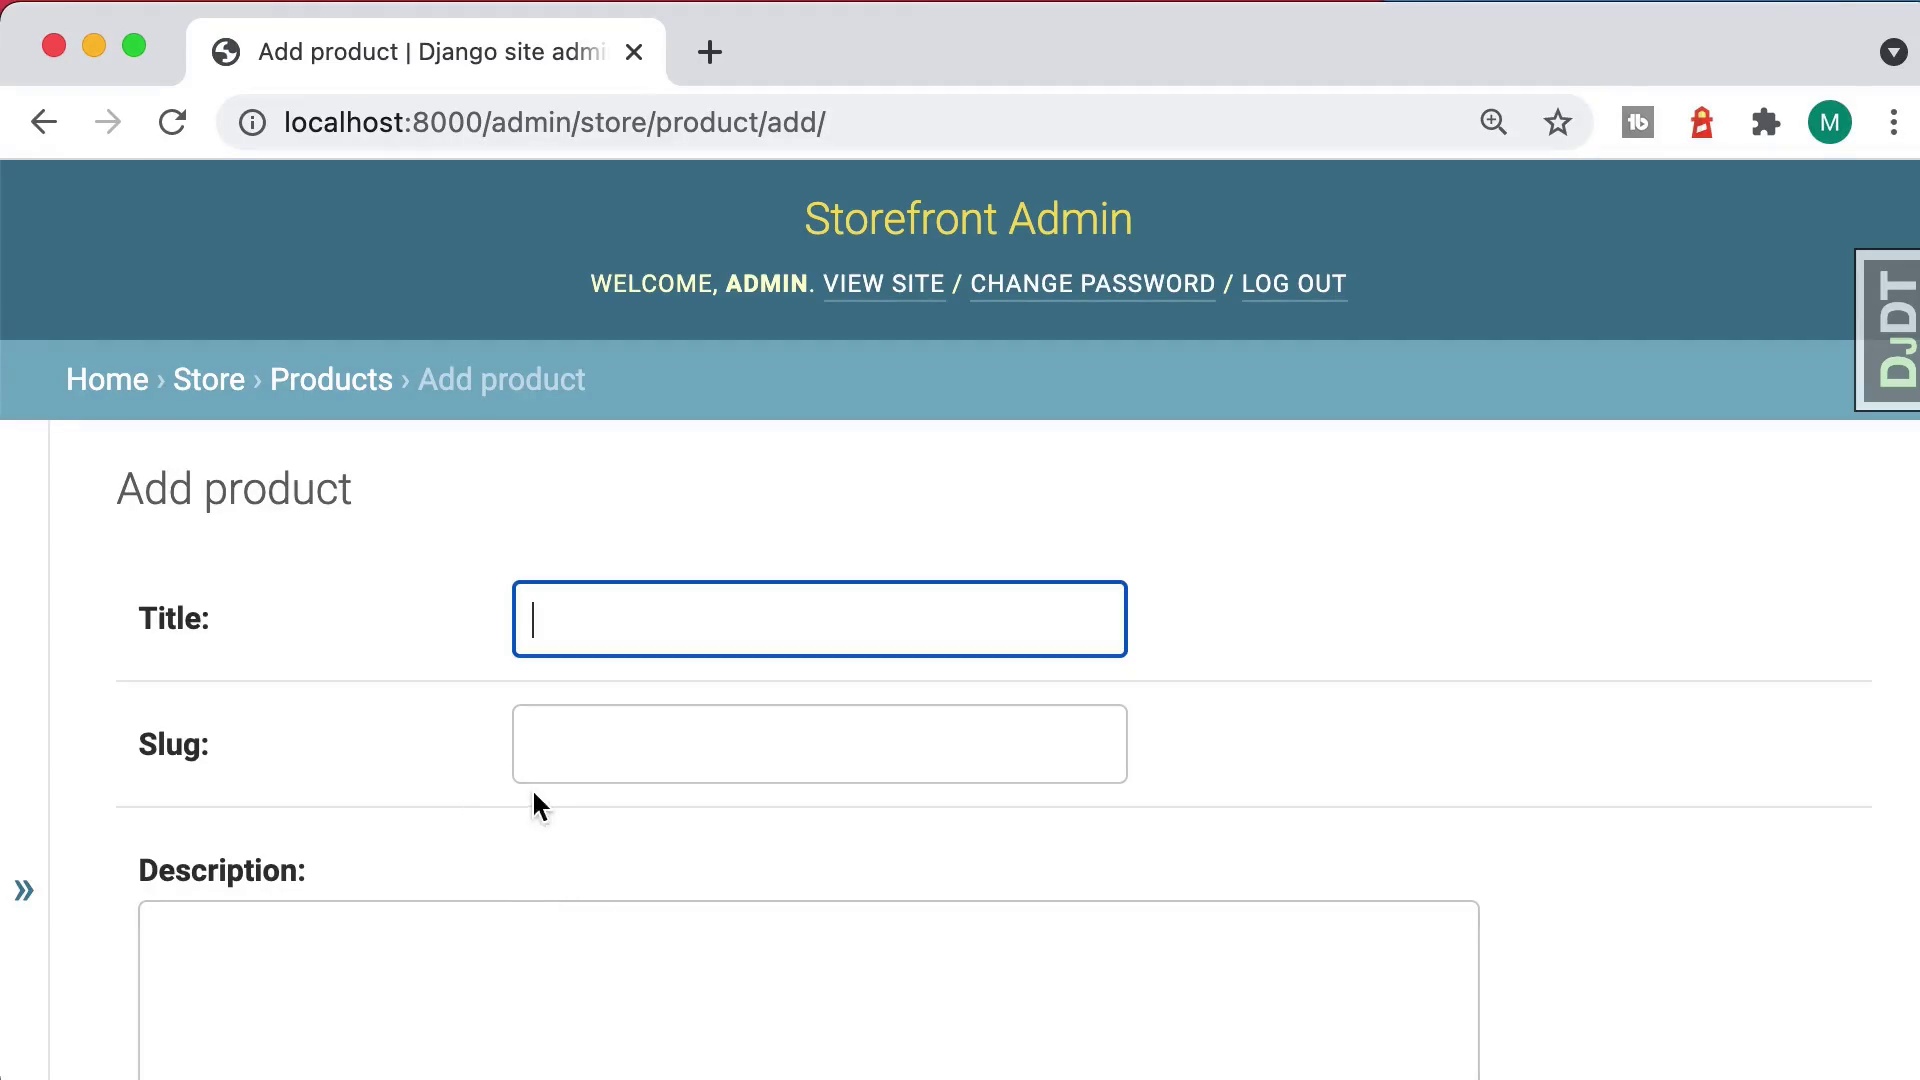 Add product | Django site admi
localhost:8000/admin/store/product/add/
M
Storefront Admin
WELCOME, ADMIN. VIEW SITE / CHANGE PASSWORD / LOG OUT
DJDT
Home › Store › Products › Add product
Add product
Title:
Slug:
Description:
»